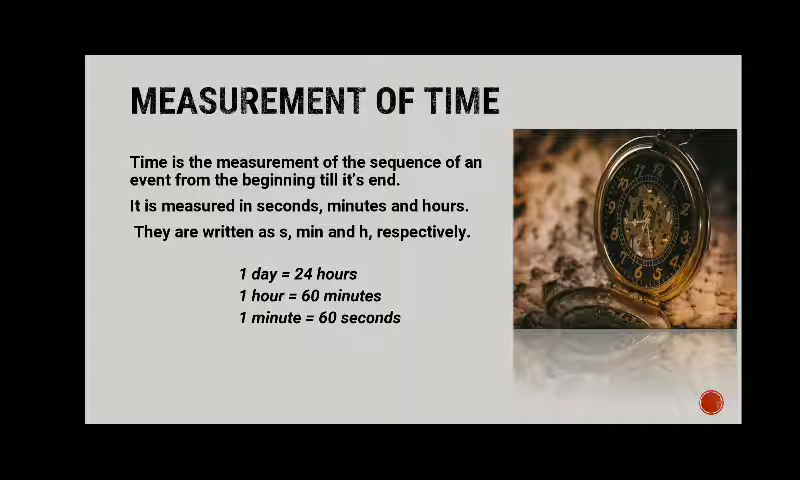 MEASUREMENT OF TIME
Time is the measurement of the sequence of an
event from the beginning till it's end.
It is measured in seconds, minutes and hours.
They are written as s, min and h, respectively.
1 day = 24 hours
1 hour = 60 minutes
1 minute = 60 seconds